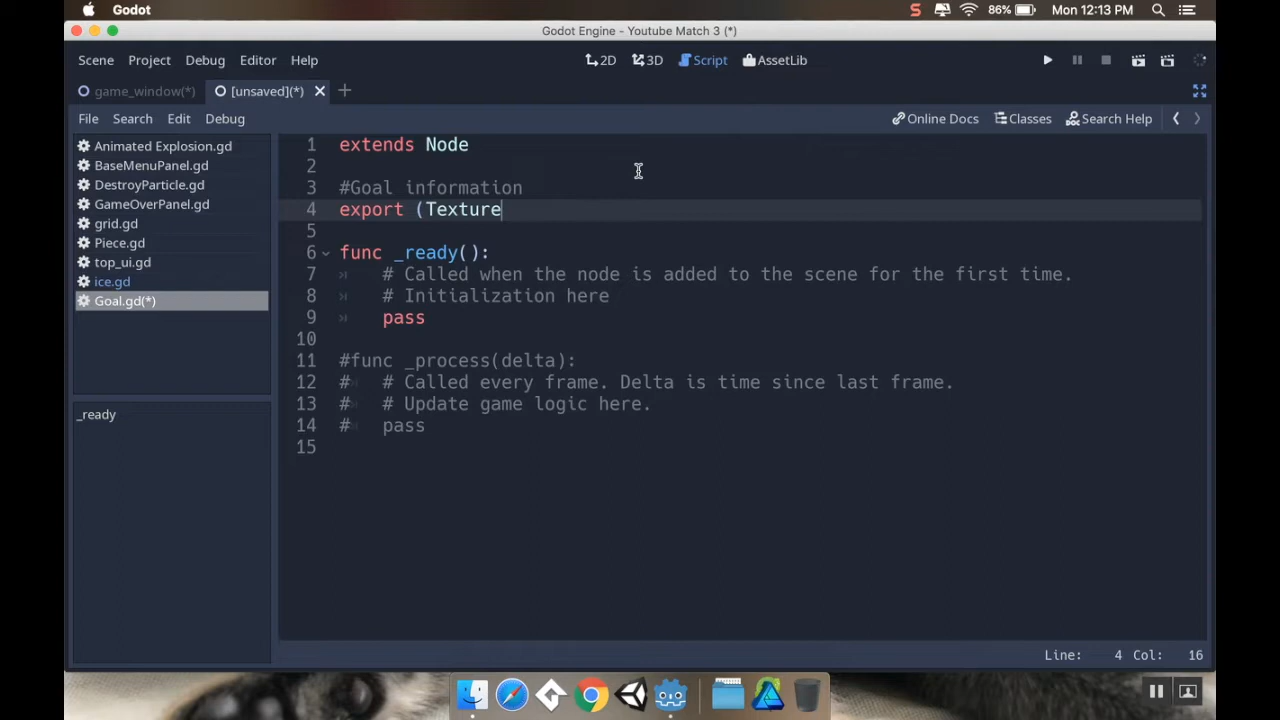 Godot
86%
Mon 12:13 PM
Godot Engine - Youtube Match 3 (*)
Scene Project Debug Editor Help
2D 3D Script AssetLib
game_window(*)
[unsaved](*)
File Search Edit Debug
Online Docs Classes Search Help
Animated Explosion.gd
BaseMenuPanel.gd
DestroyParticle.gd
GameOverPanel.gd
grid.gd
Piece.gd
top_ui.gd
ice.gd
Goal.gd(*)
_ready
1 extends Node
2
3 #Goal information
4 export (Texture
5
6 func _ready():
7 # Called when the node is added to the scene for the first time.
8 # Initialization here
9 pass
10
11 #func _process(delta):
12 # # Called every frame. Delta is time since last frame.
13 # # Update game logic here.
14 # pass
15
Line: 4 Col: 16